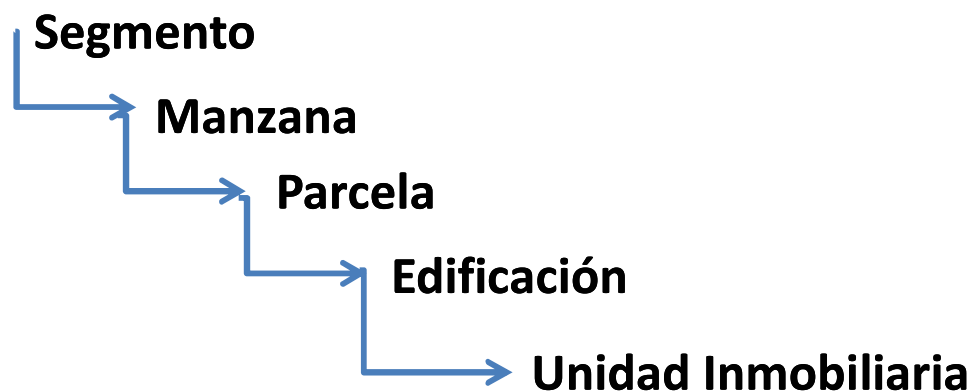 Segmento
Manzana
Parcela
Edificación
Unidad Inmobiliaria